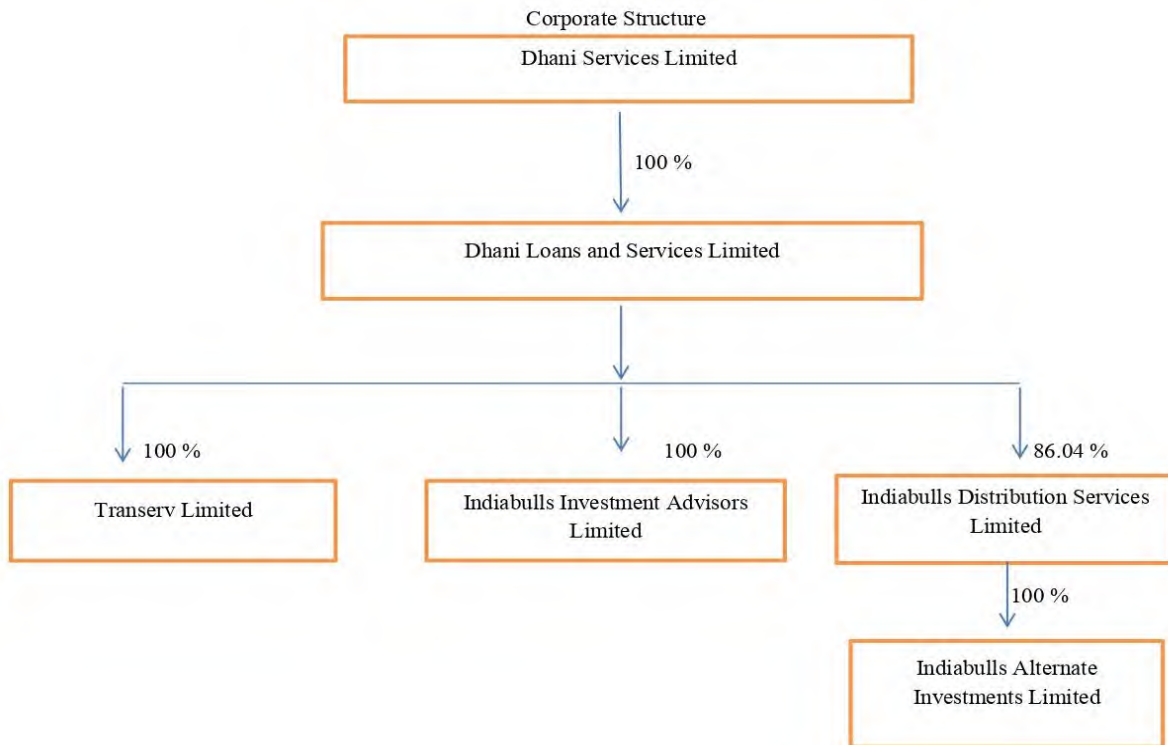 Corporate Structure
Dhani Services Limited
100 %
Dhani Loans and Services Limited
100 %
100 %
86.04 %
Transerv Limited
Indiabulls Investment Advisors
Limited
Indiabulls Distribution Services
Limited
100 %
Indiabulls Alternate
Investments Limited